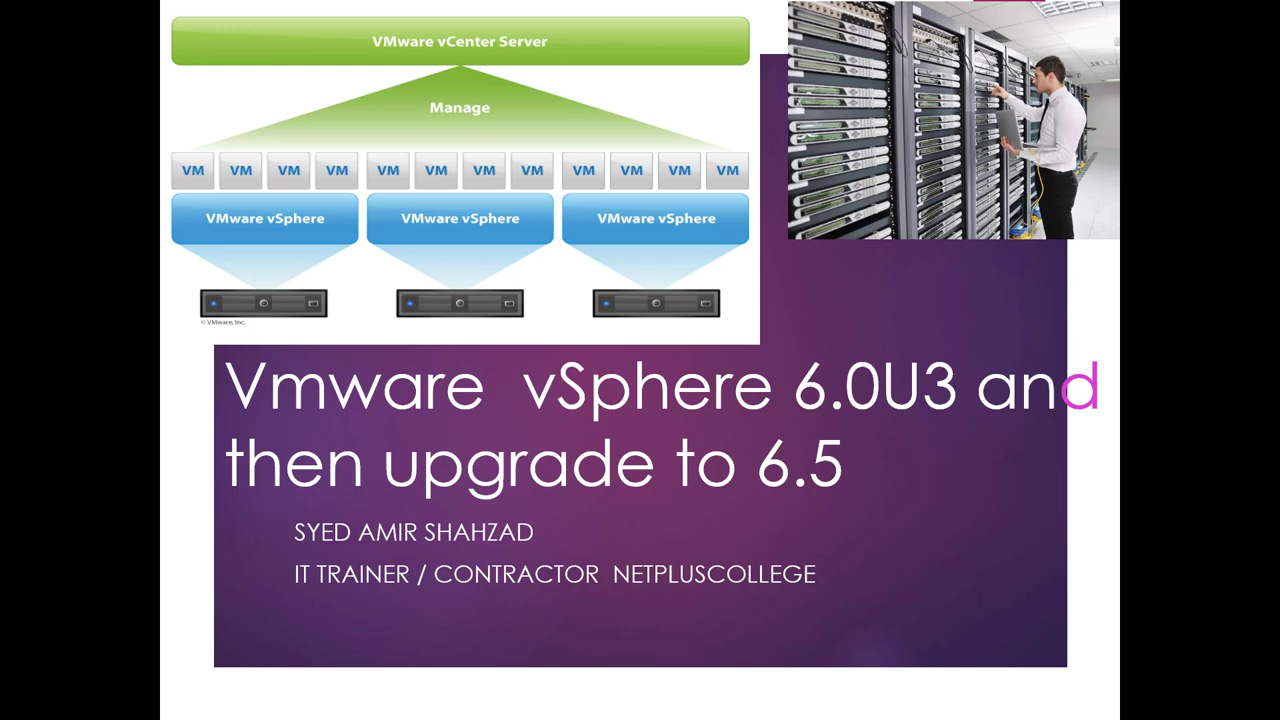 VMware vCenter Server
Manage
VM VM VM VM VM VM VM VM VM VM VM VM
VMware vSphere VMware vSphere VMware vSphere
© VMware, Inc.
Vmware vSphere 6.0U3 and
then upgrade to 6.5
SYED AMIR SHAHZAD
IT TRAINER / CONTRACTOR NETPLUSCOLLEGE